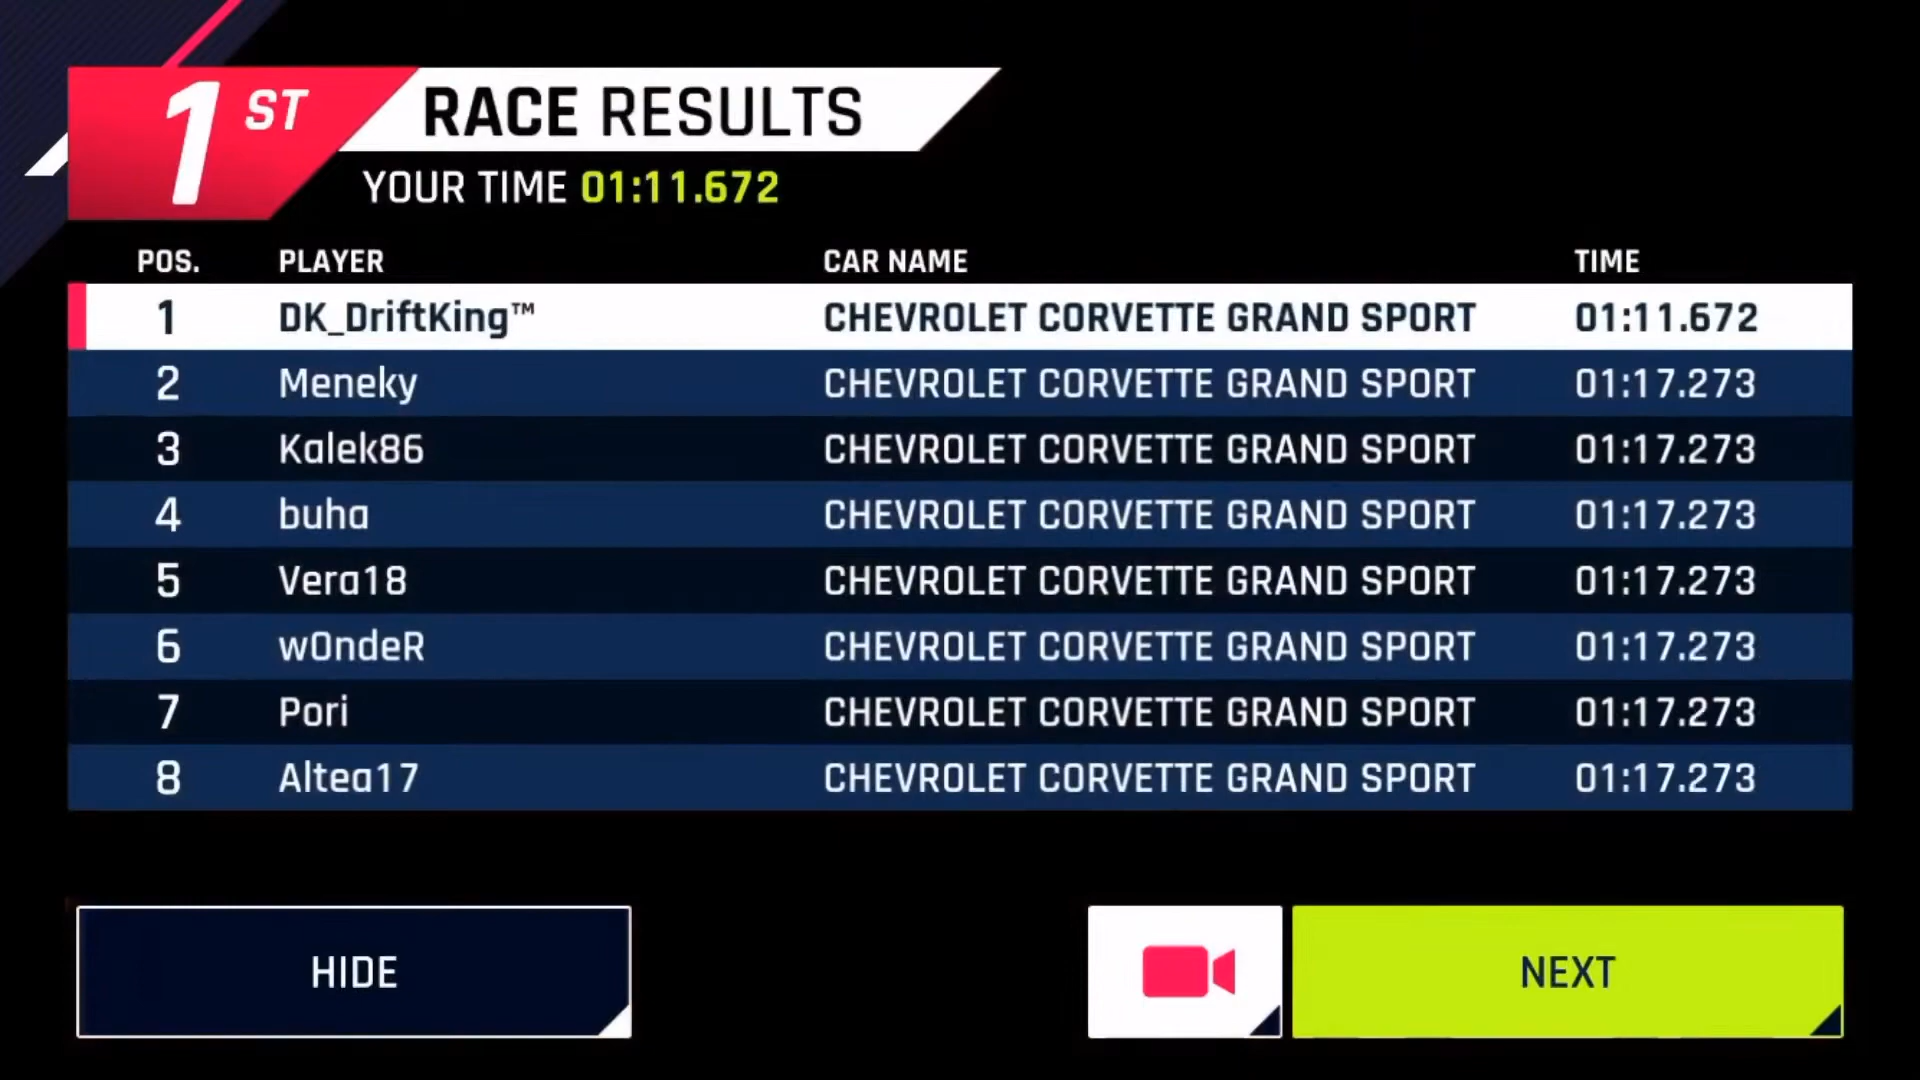 1 ST
RACE RESULTS
YOUR TIME 01:11.672
POS. PLAYER CAR NAME TIME
1 DK_DriftKing™ CHEVROLET CORVETTE GRAND SPORT 01:11.672
2 Meneky CHEVROLET CORVETTE GRAND SPORT 01:17.273
3 Kalek86 CHEVROLET CORVETTE GRAND SPORT 01:17.273
4 buha CHEVROLET CORVETTE GRAND SPORT 01:17.273
5 Vera18 CHEVROLET CORVETTE GRAND SPORT 01:17.273
6 w0ndeR CHEVROLET CORVETTE GRAND SPORT 01:17.273
7 Pori CHEVROLET CORVETTE GRAND SPORT 01:17.273
8 Altea17 CHEVROLET CORVETTE GRAND SPORT 01:17.273
HIDE NEXT